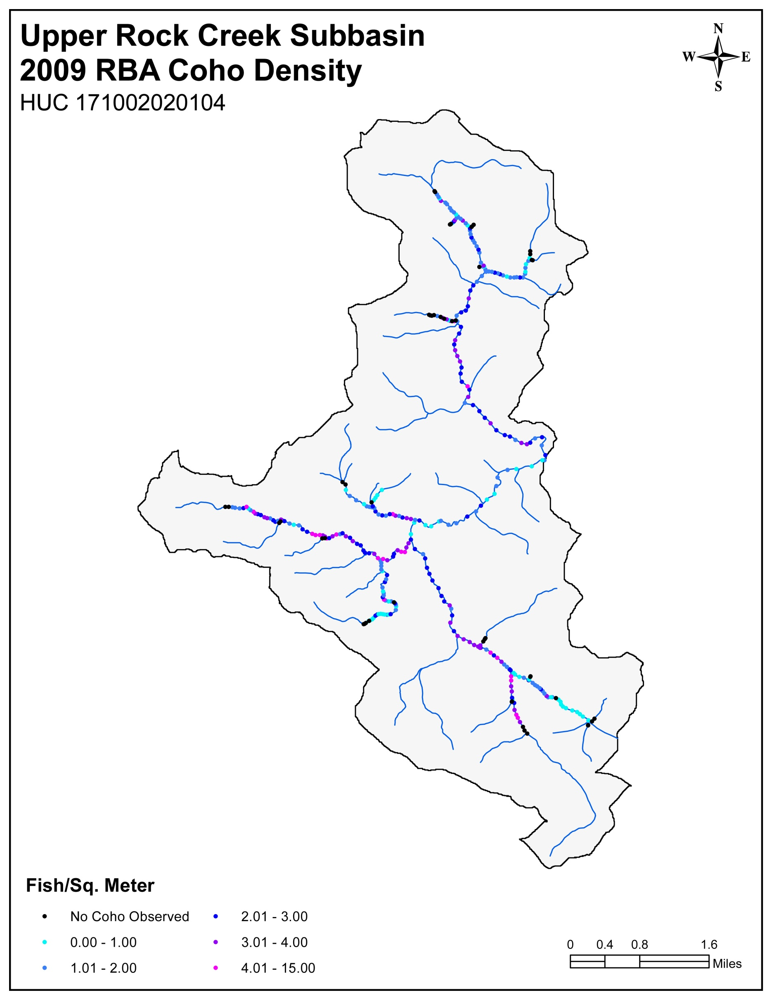 Upper Rock Creek Subbasin
2009 RBA Coho Density
HUC 171002020104
N
W E
S
Fish/Sq. Meter
No Coho Observed
0.00 - 1.00
1.01 - 2.00
2.01 - 3.00
3.01 - 4.00
4.01 - 15.00
0 0.4 0.8 1.6
Miles